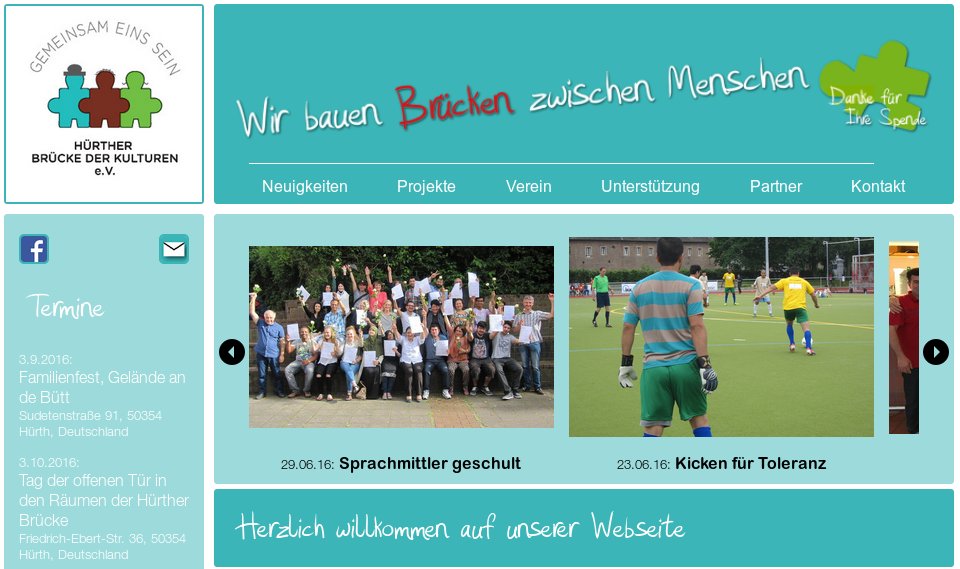 GEMEINSAM EINS SEIN
HÜRTHER
BRÜCKE DER KULTUREN
e.V.
Wir bauen Brücken zwischen Menschen
Danke für
Ihre Spende
Neuigkeiten Projekte Verein Unterstützung Partner Kontakt
f
Termine
3.9.2016:
Familienfest, Gelände an
de Bütt
Sudetenstraße 91, 50354
Hürth, Deutschland
3.10.2016:
Tag der offenen Tür in
den Räumen der Hürther
Brücke
Friedrich-Ebert-Str. 36, 50354
Hürth, Deutschland
29.06.16: Sprachmittler geschult
23.06.16: Kicken für Toleranz
Herzlich willkommen auf unserer Webseite